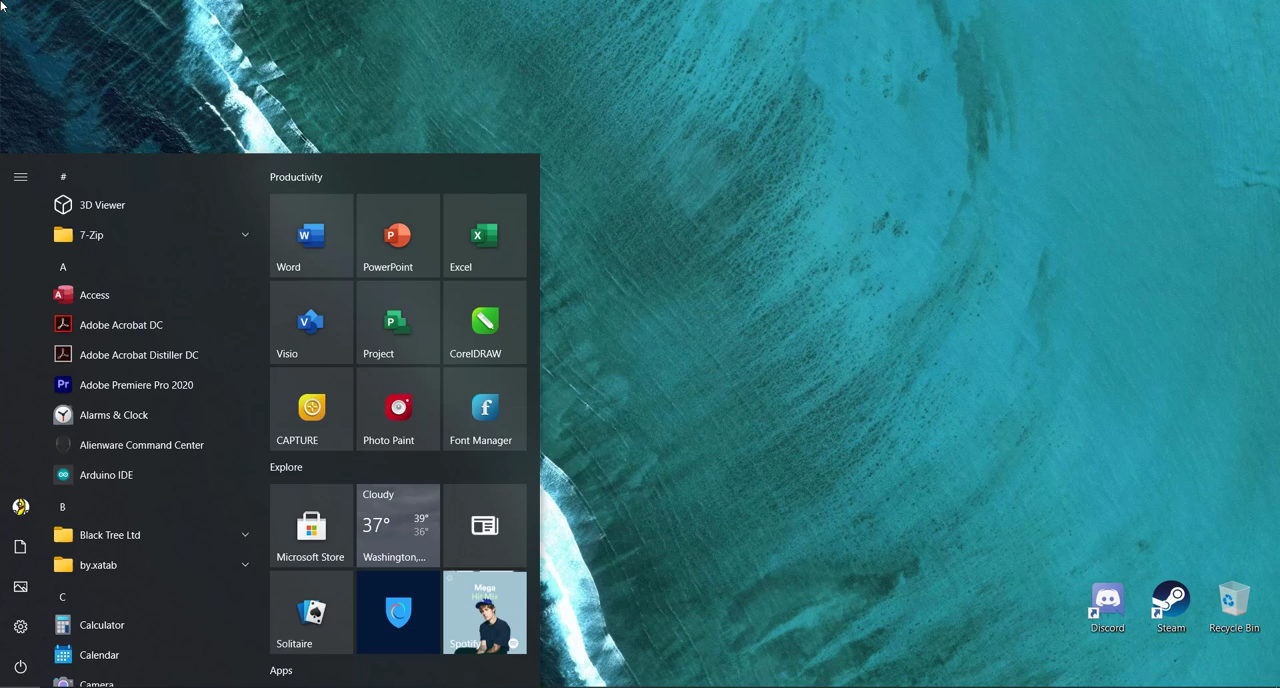 #
3D Viewer
7-Zip
A
Access
Adobe Acrobat DC
Adobe Acrobat Distiller DC
Adobe Premiere Pro 2020
Alarms & Clock
Alienware Command Center
Arduino IDE
B
Black Tree Ltd
by.xatab
C
Calculator
Calendar
Camera
Productivity
Word
PowerPoint
Excel
Visio
Project
CorelDRAW
CAPTURE
Photo Paint
Font Manager
Explore
Microsoft Store
Cloudy
37°
39°
36°
Washington,...
Solitaire
Mega
Hit Mix
Spotify
Apps
Discord
Steam
Recycle Bin